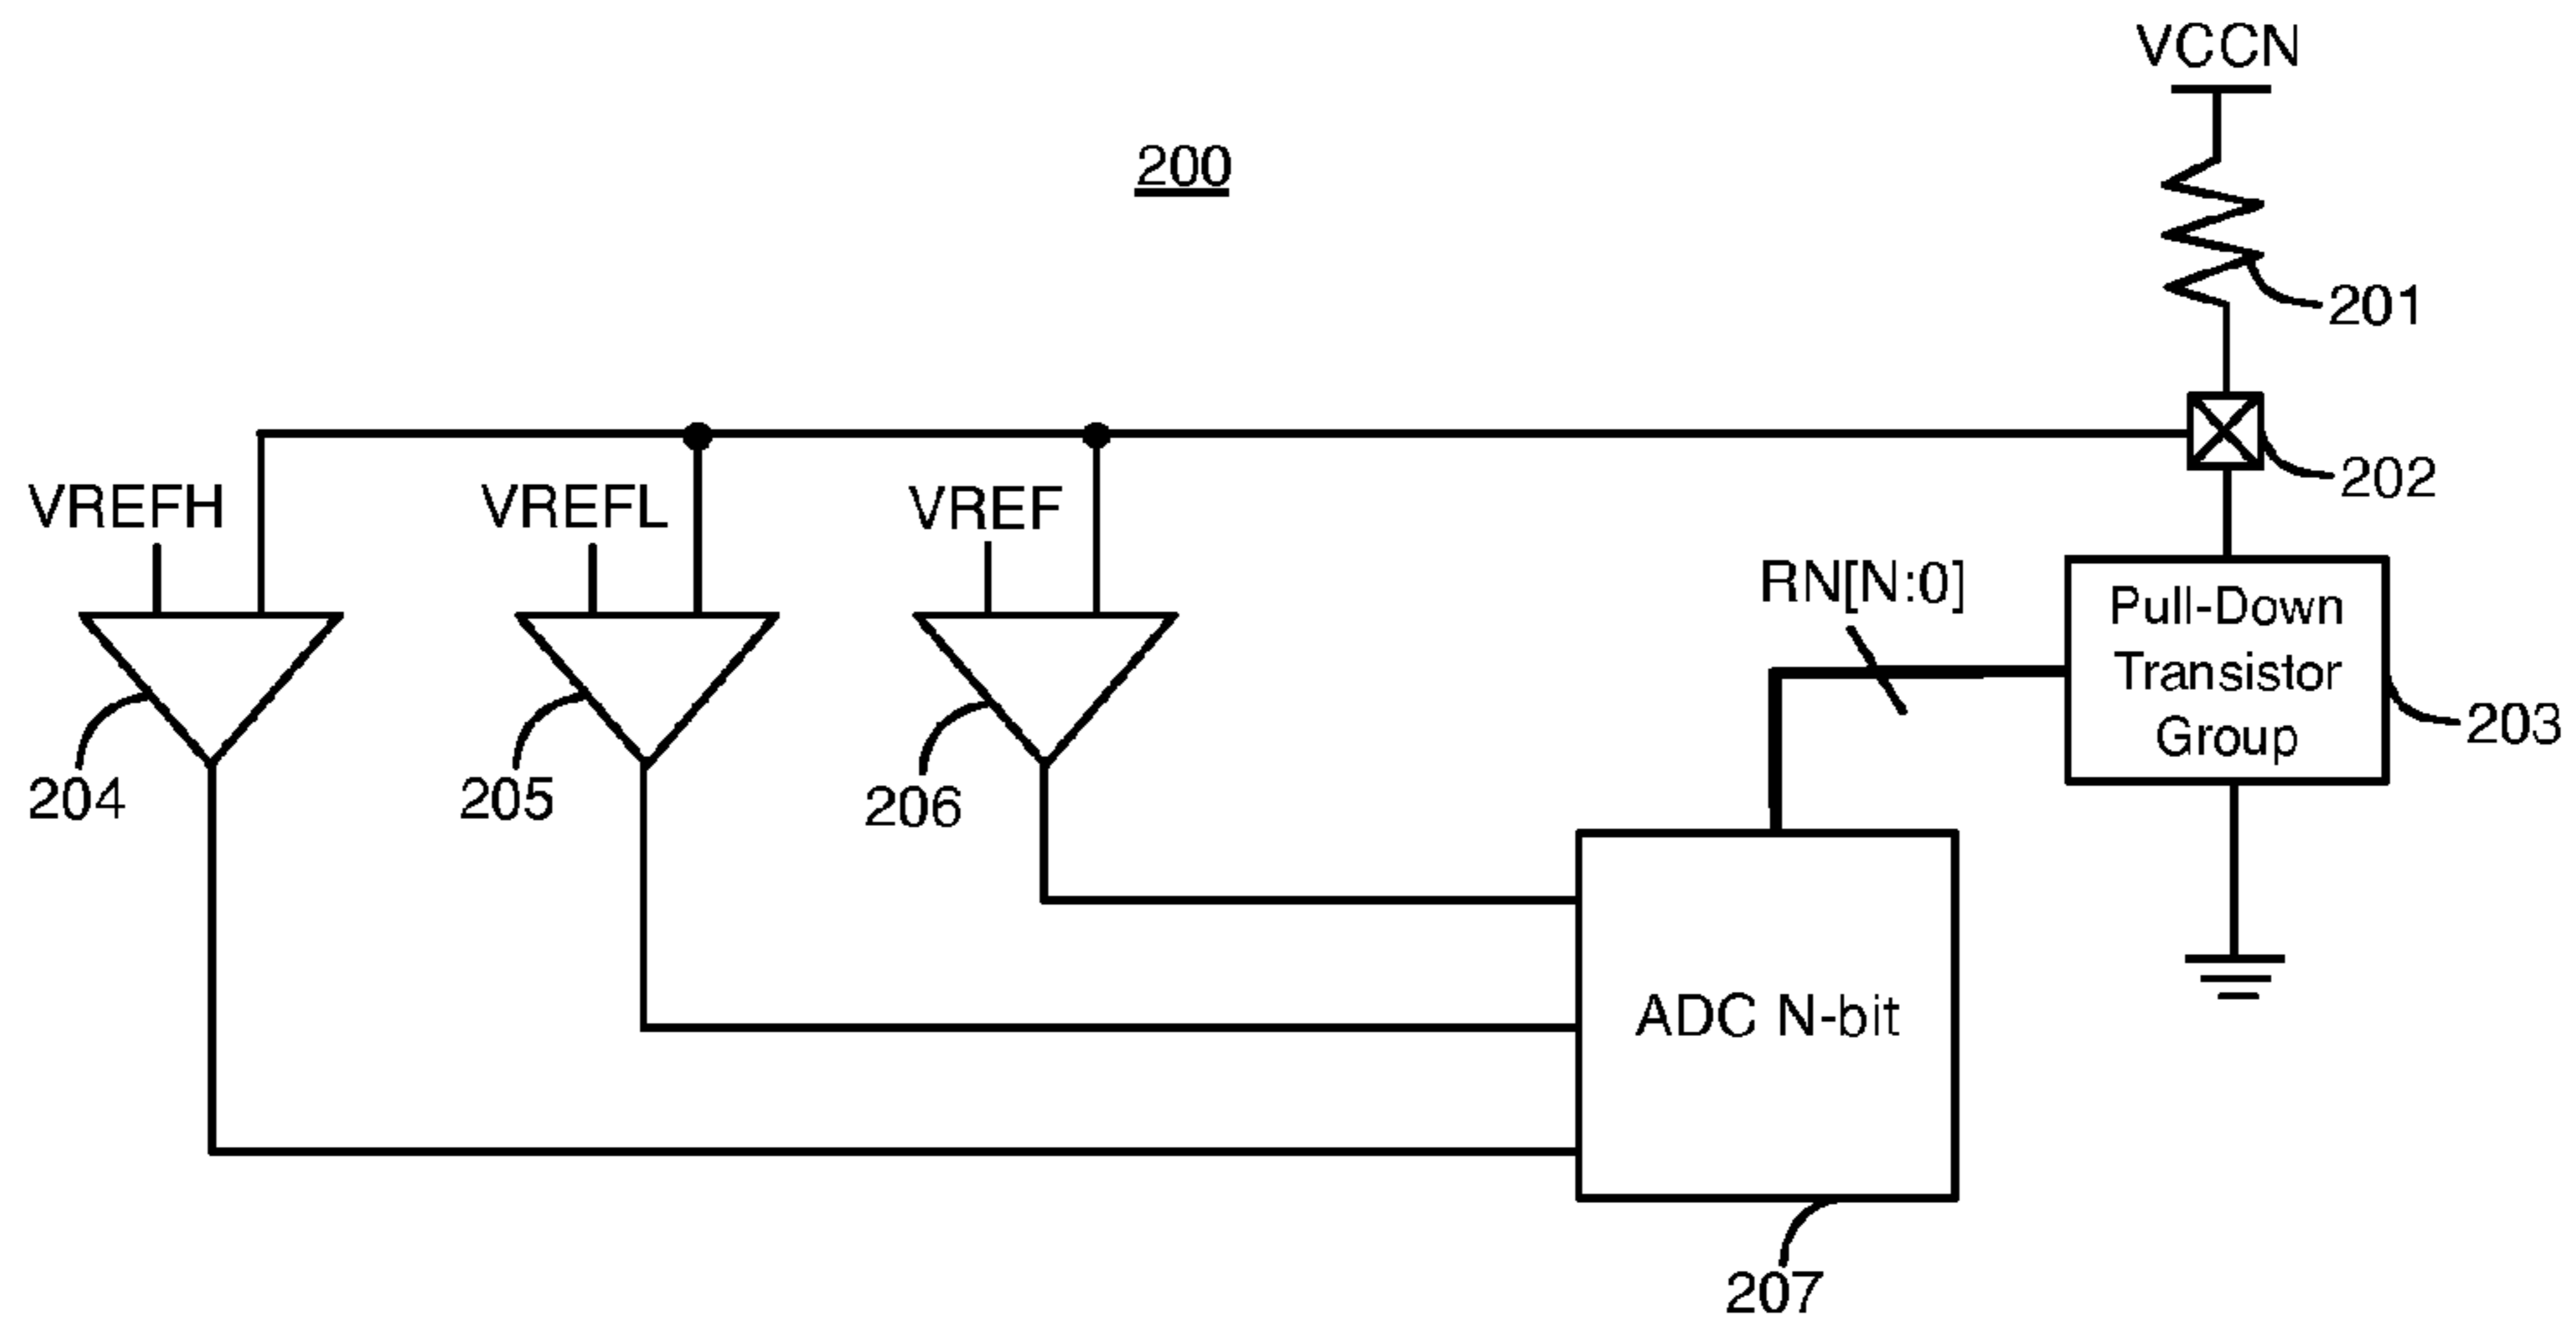 VCCN
200
201
202
VREFH
VREFL
VREF
RN[N:0]
Pull-Down
Transistor
Group
203
204
205
206
ADC N-bit
207